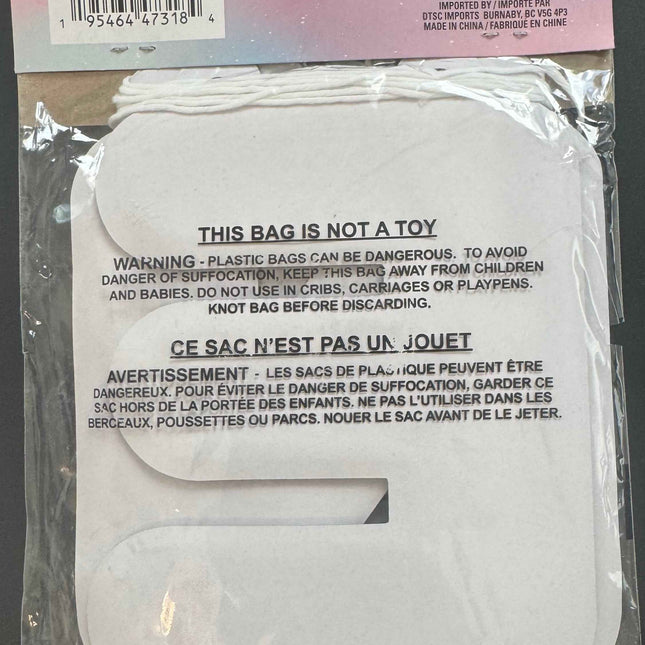 1 95464 47318 4
IMPORTED BY / IMPORTÉ PAR
DTSC IMPORTS BURNABY, BC V5G 4P3
MADE IN CHINA / FABRIQUÉ EN CHINE
THIS BAG IS NOT A TOY
WARNING - PLASTIC BAGS CAN BE DANGEROUS. TO AVOID
DANGER OF SUFFOCATION, KEEP THIS BAG AWAY FROM CHILDREN
AND BABIES. DO NOT USE IN CRIBS, CARRIAGES OR PLAYPENS.
KNOT BAG BEFORE DISCARDING.
CE SAC N'EST PAS UN JOUET
AVERTISSEMENT - LES SACS DE PLASTIQUE PEUVENT ÊTRE
DANGEREUX. POUR ÉVITER LE DANGER DE SUFFOCATION, GARDER CE
SAC HORS DE LA PORTÉE DES ENFANTS. NE PAS L'UTILISER DANS LES
BERCEAUX, POUSSETTES OU PARCS. NOUER LE SAC AVANT DE LE JETER.